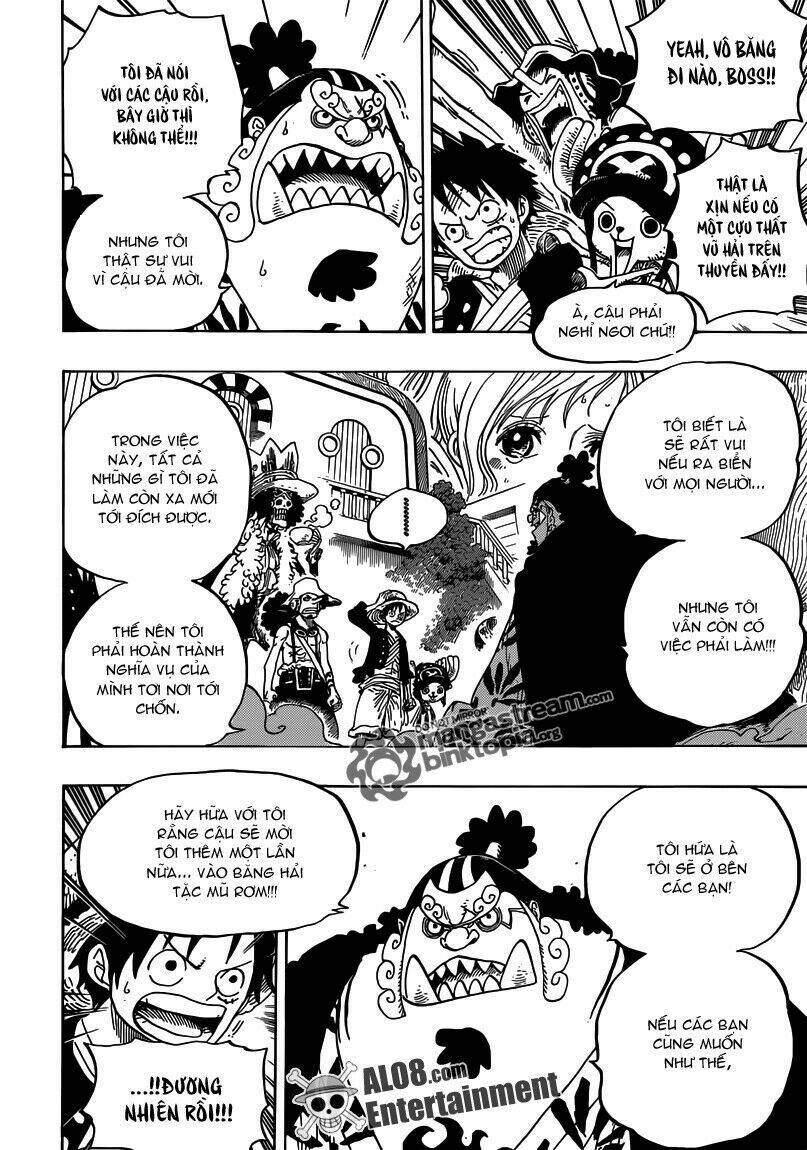 YEAH, VÔ BĂNG
ĐI NÀO, BOSS!!
THẬT LÀ
XỊN NẾU CÓ
MỘT CỰU THẤT
VŨ HẢI TRÊN
THUYỀN ĐẤY!!
À, CẬU PHẢI
NGHỈ NGƠI CHỨ!!
TÔI ĐÃ NÓI
VỚI CÁC CẬU RỒI,
BÂY GIỜ THÌ
KHÔNG THỂ!!!
NHƯNG TÔI
THẬT SỰ VUI
VÌ CẬU ĐÃ MỜI.
TÔI BIẾT LÀ
SẼ RẤT VUI
NẾU RA BIỂN
VỚI MỌI NGƯỜI...
NHƯNG TÔI
VẪN CÒN CÓ
VIỆC PHẢI LÀM!!!
TRONG VIỆC
NÀY, TẤT CẢ
NHỮNG GÌ TÔI ĐÃ
LÀM CÒN XA MỚI
TỚI ĐÍCH ĐƯỢC.
THẾ NÊN TÔI
PHẢI HOÀN THÀNH
NGHĨA VỤ CỦA
MÌNH TƠI NƠI TỚI
CHỐN.
DO NOT MIRROR
mangastream.com
binktopia.org
TÔI HỨA LÀ
TÔI SẼ Ở BÊN
CÁC BẠN!
NẾU CÁC BẠN
CŨNG MUỐN
NHƯ THẾ,
HÃY HỨA VỚI TÔI
RẰNG CẬU SẼ MỜI
TÔI THÊM MỘT LẦN
NỮA... VÀO BĂNG HẢI
TẶC MŨ RƠM!!!
...!!ĐƯƠNG
NHIÊN RỒI!!!
AL08.com
Entertainment